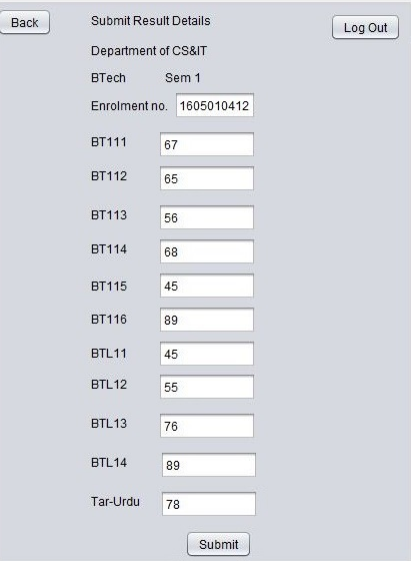 Back
Submit Result Details
Log Out
Department of CS&IT
BTech Sem 1
Enrolment no. 1605010412
BT111 67
BT112 65
BT113 56
BT114 68
BT115 45
BT116 89
BTL11 45
BTL12 55
BTL13 76
BTL14 89
Tar-Urdu 78
Submit